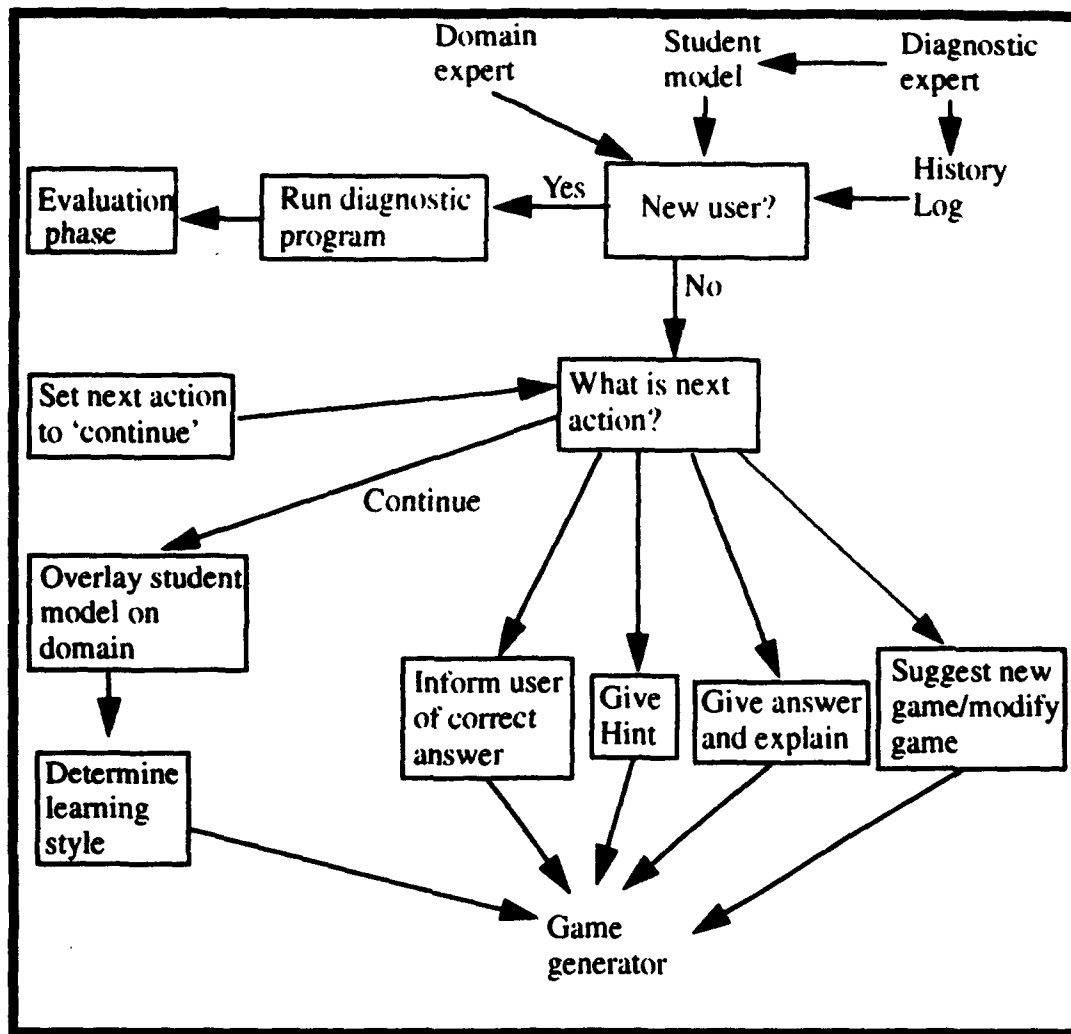 Domain
expert
Student
model
Diagnostic
expert
Evaluation
phase
Run diagnostic
program
Yes
New user?
History
Log
No
Set next action
to ‘continue’
What is next
action?
Continue
Overlay student
model on
domain
Inform user
of correct
answer
Give
Hint
Give answer
and explain
Suggest new
game/modify
game
Determine
learning
style
Game
generator